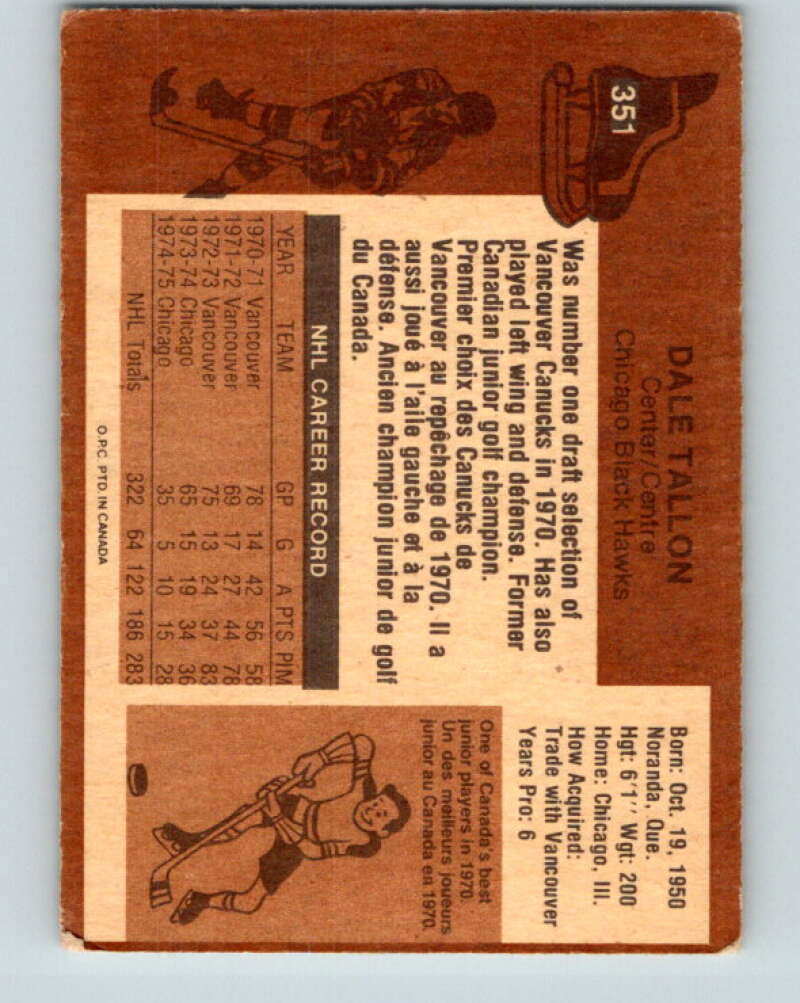 351
DALE TALLON
Center/Centre
Chicago Black Hawks
Born: Oct. 19, 1950
Noranda, Que.
Hgt: 6'1" Wgt: 200
Home: Chicago, Ill.
How Acquired:
Trade with Vancouver
Years Pro: 6
Was number one draft selection of
Vancouver Canucks in 1970. Has also
played left wing and defense. Former
Canadian junior golf champion.
Premier choix des Canucks de
Vancouver au repêchage de 1970. Il a
aussi joué à l'aile gauche et à la
défense. Ancien champion junior de golf
du Canada.
NHL CAREER RECORD
YEAR TEAM GP G A PTS PIM
1970-71 Vancouver 78 14 42 56 58
1971-72 Vancouver 69 17 27 44 78
1972-73 Vancouver 75 13 24 37 83
1973-74 Chicago 65 15 19 34 36
1974-75 Chicago 35 5 10 15 28
NHL Totals 322 64 122 186 283
One of Canada's best
junior players in 1970.
Un des meilleurs joueurs
junior au Canada en 1970.
O.P.C. PTD. IN CANADA